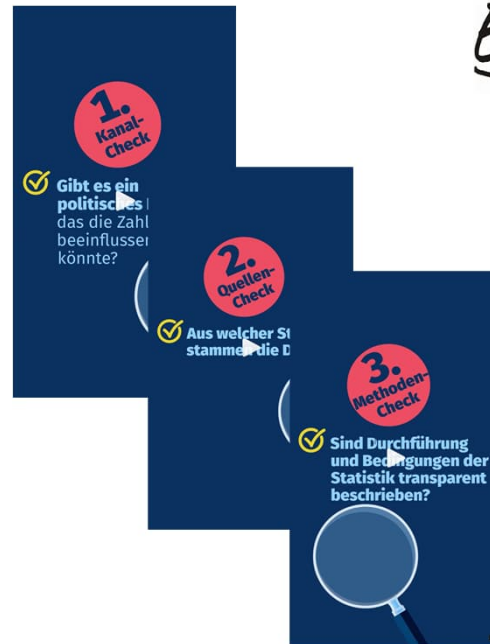 1.
Kanal-
Check
Gibt es ein
politisches
das die Zahl
beeinflusse
könnte?
2.
Quellen-
Check
Aus welcher
stammen die
3.
Methoden-
Check
Sind Durchführung
und Bedingungen der
Statistik transparent
beschrieben?